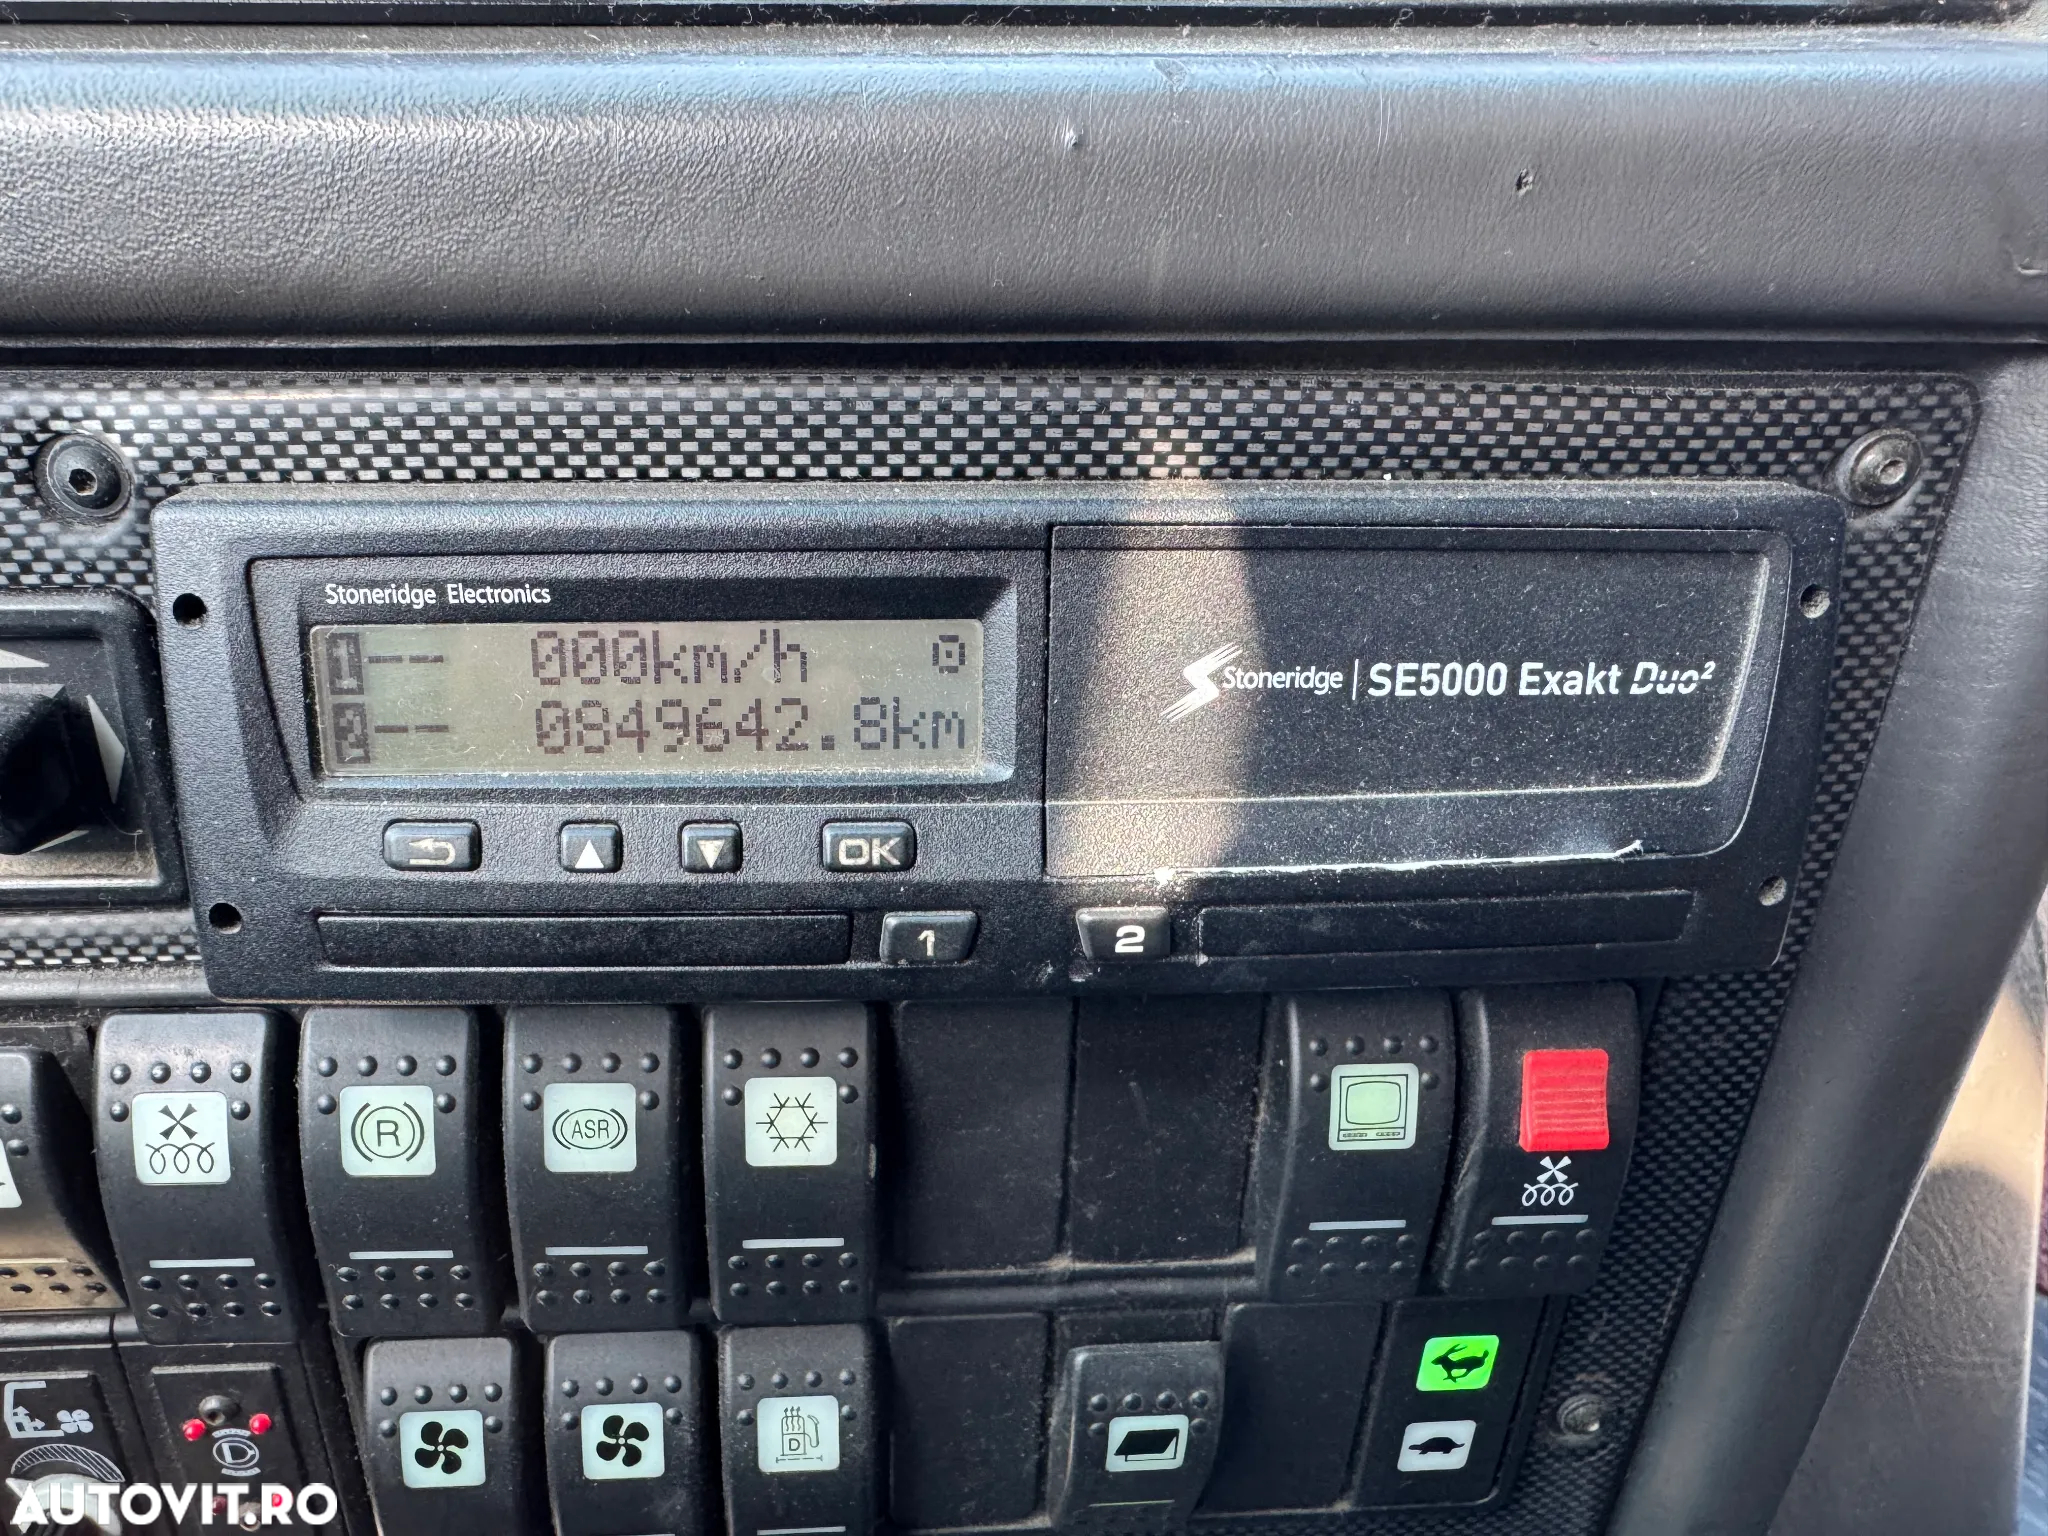 Stoneridge Electronics
1-- 000km/h
2-- 0849642.8km
Stoneridge | SE5000 Exakt Duo²
OK
1
2
R
ASR
D
D
AUTOVIT.RO